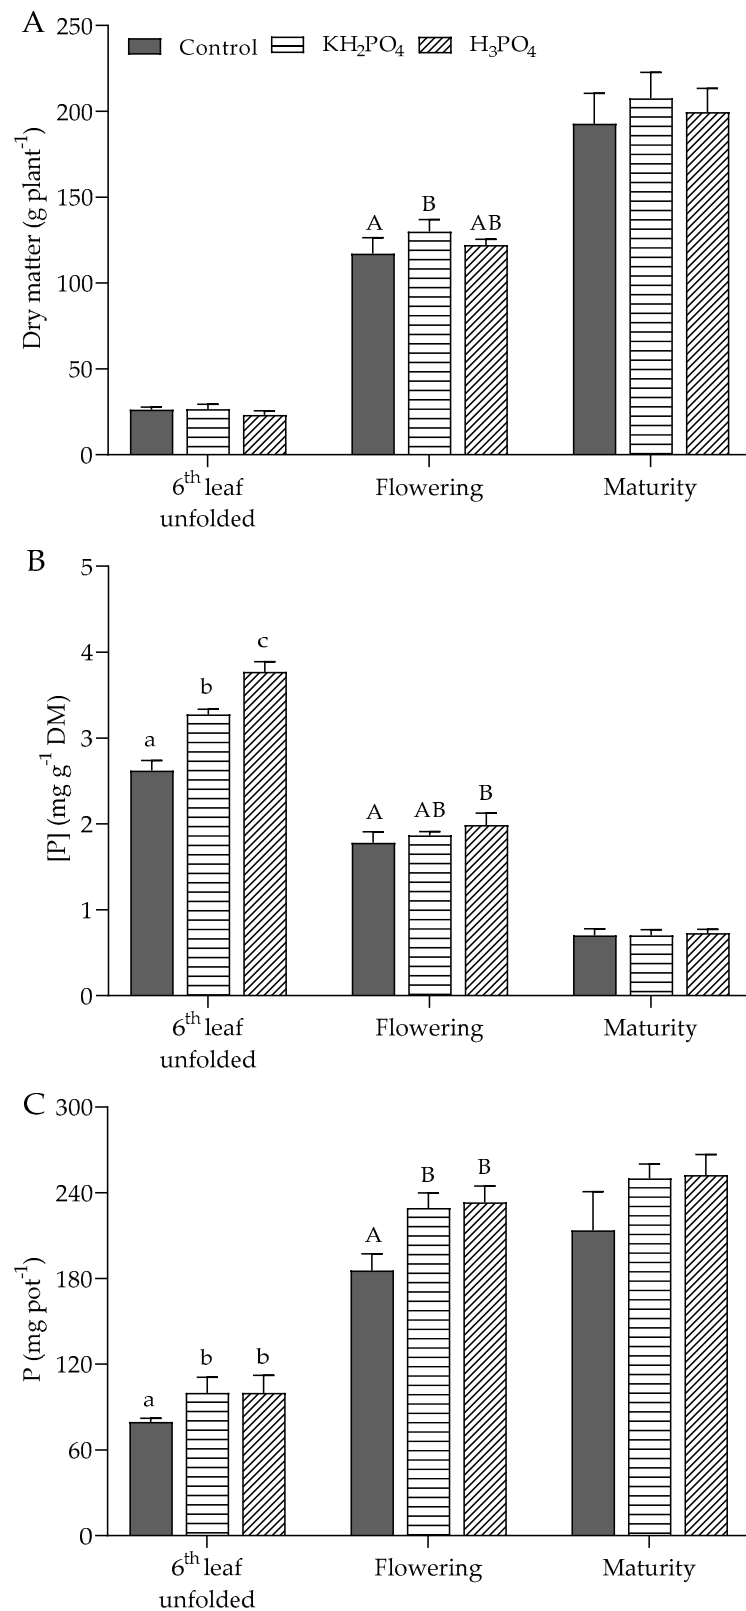 A
250
Control KH₂PO₄ H₃PO₄
200
150
100
50
0
Dry matter (g plant⁻¹)
A B AB
6ᵗʰ leaf
unfolded
Flowering
Maturity
B
5
4
3
2
1
0
[P] (mg g⁻¹ DM)
a b c
A AB B
6ᵗʰ leaf
unfolded
Flowering
Maturity
C
300
240
180
120
60
0
P (mg pot⁻¹)
a b b
A B B
6ᵗʰ leaf
unfolded
Flowering
Maturity